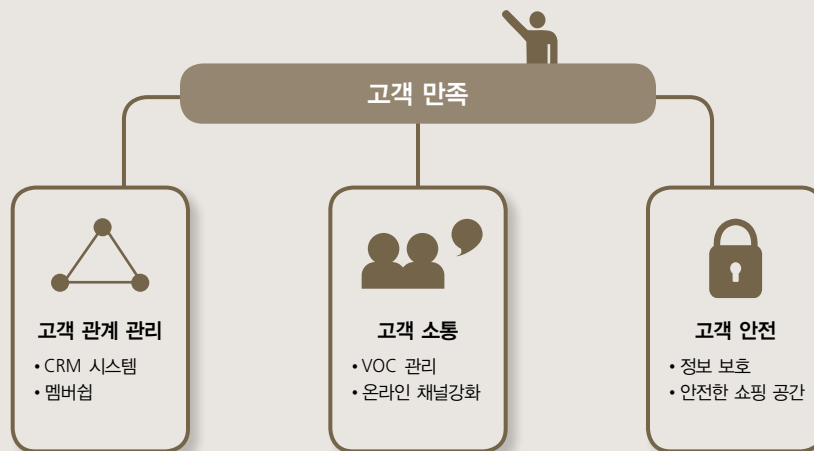 고객 만족
고객 관계 관리
• CRM 시스템
• 멤버쉽
고객 소통
• VOC 관리
• 온라인 채널강화
고객 안전
• 정보 보호
• 안전한 쇼핑 공간